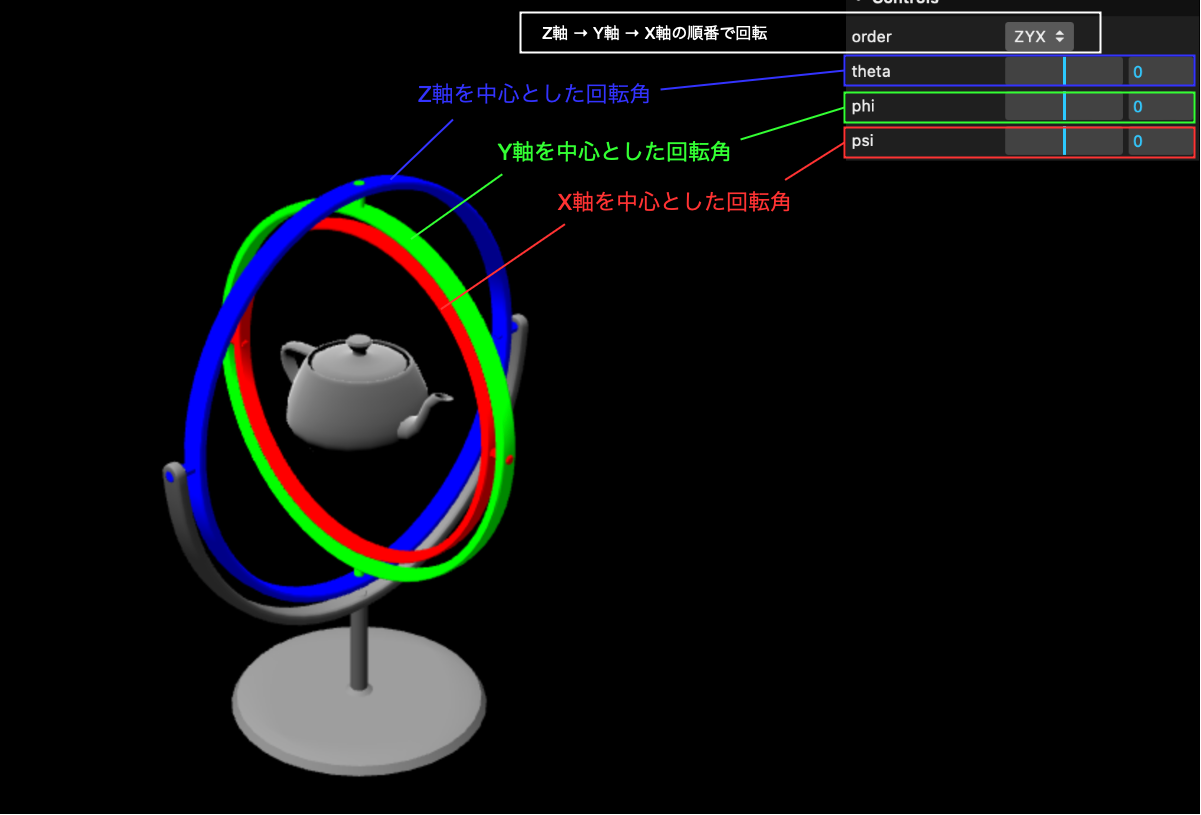 Controls
Z軸 → Y軸 → X軸の順番で回転
order ZYX
theta 0
Z軸を中心とした回転角
phi 0
Y軸を中心とした回転角
psi 0
X軸を中心とした回転角